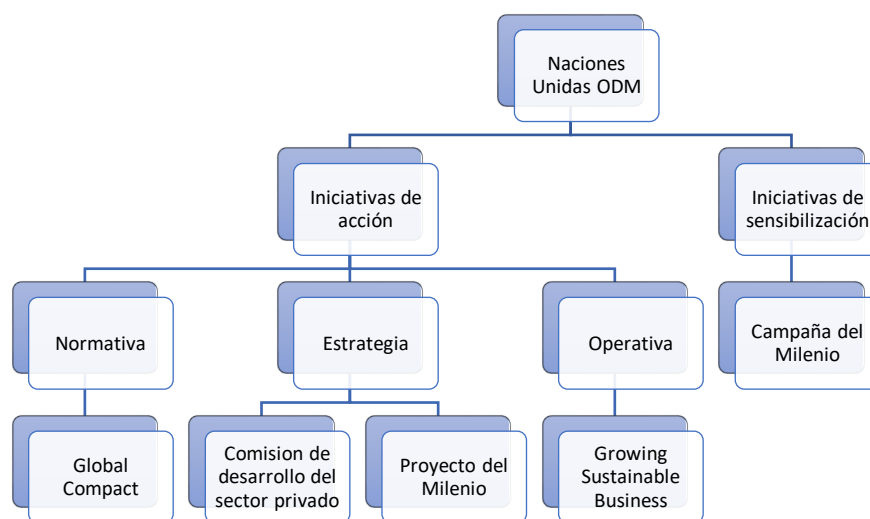 Naciones
Unidas ODM
Iniciativas de
acción
Iniciativas de
sensibilización
Normativa
Estrategia
Operativa
Campaña del
Milenio
Global
Compact
Comision de
desarrollo del
sector privado
Proyecto del
Milenio
Growing
Sustainable
Business